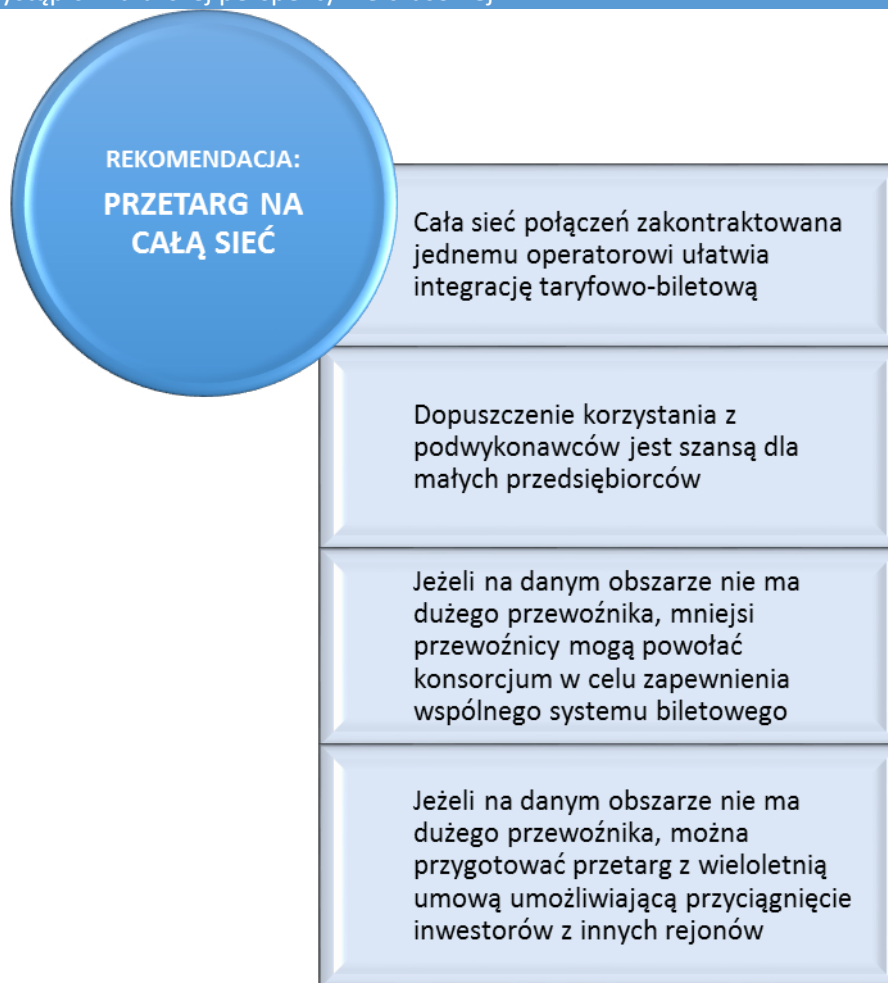 REKOMENDACJA:
PRZETARG NA
CAŁĄ SIEĆ
Cała sieć połączeń zakontraktowana
jednemu operatorowi ułatwia
integrację taryfowo-biletową
Dopuszczenie korzystania z
podwykonawców jest szansą dla
małych przedsiębiorców
Jeżeli na danym obszarze nie ma
dużego przewoźnika, mniejsi
przewoźnicy mogą powołać
konsorcjum w celu zapewnienia
wspólnego systemu biletowego
Jeżeli na danym obszarze nie ma
dużego przewoźnika, można
przygotować przetarg z wieloletnią
umową umożliwiającą przyciągnięcie
inwestorów z innych rejonów